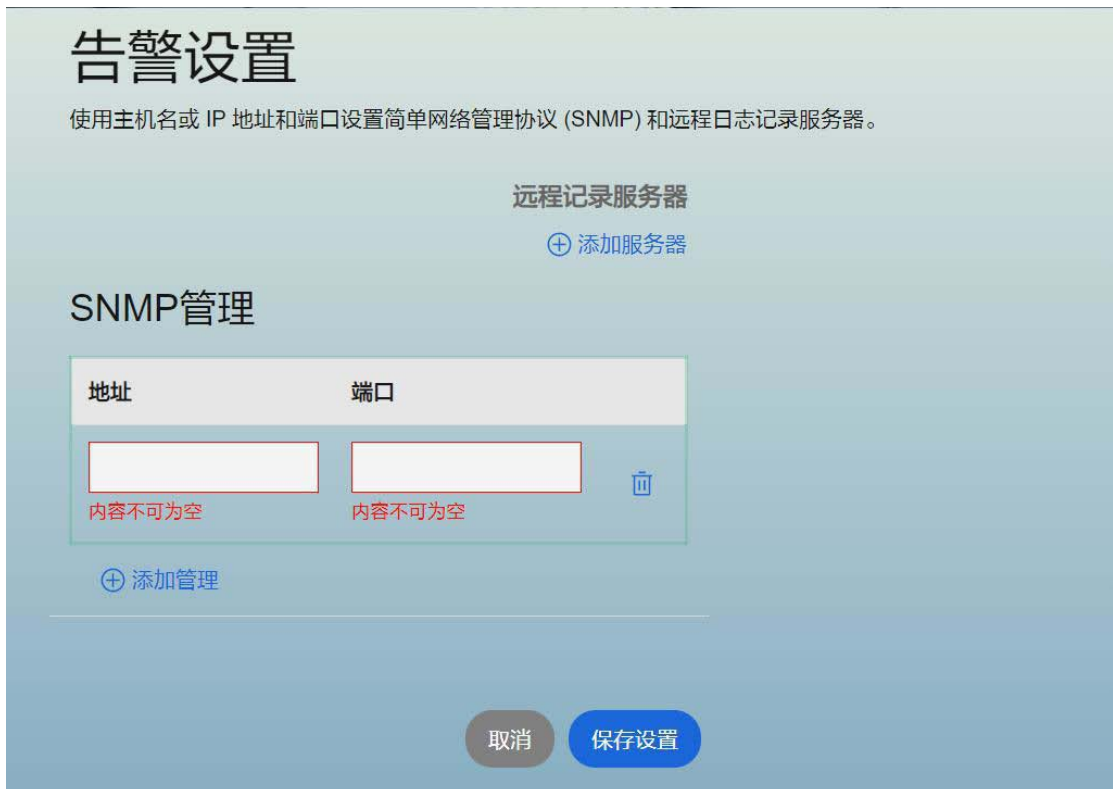 告警设置
使用主机名或 IP 地址和端口设置简单网络管理协议 (SNMP) 和远程日志记录服务器。
远程记录服务器
添加服务器
SNMP管理
地址 端口
内容不可为空 内容不可为空
添加管理
取消 保存设置